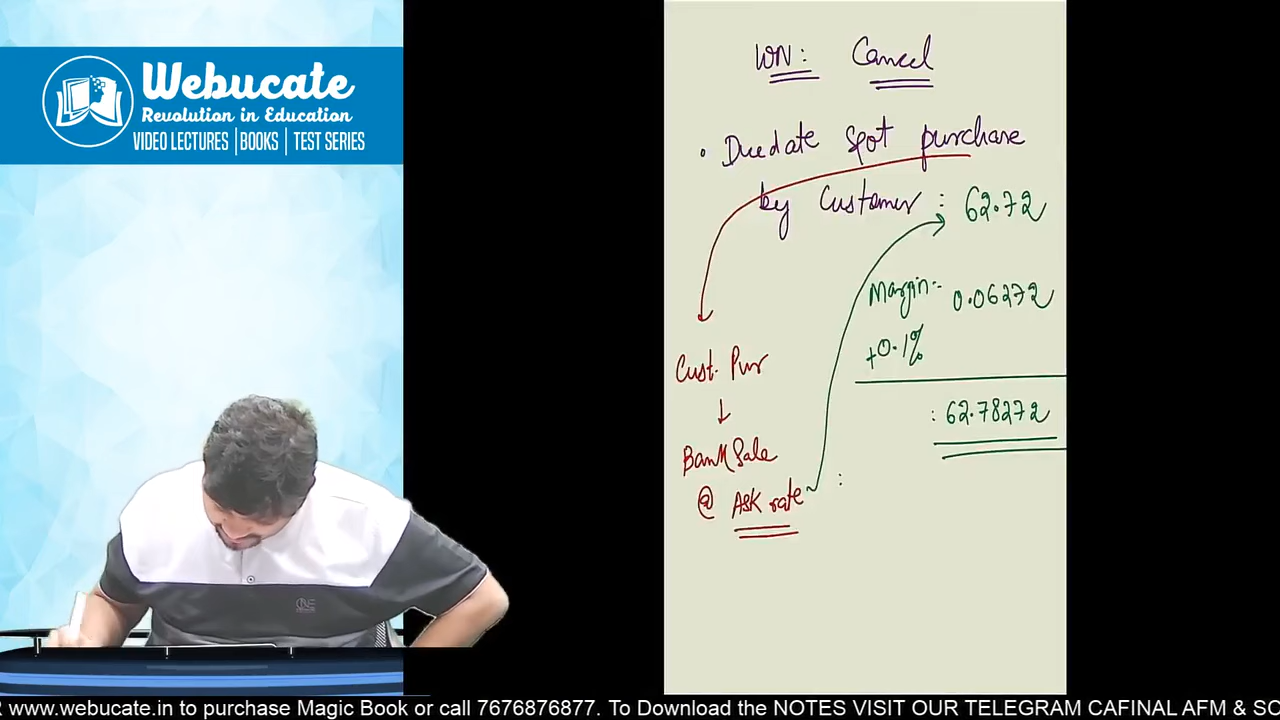 Webucate
Revolution in Education
VIDEO LECTURES | BOOKS | TEST SERIES
WN: Cancel
• Duedate Spot purchase
by Customer : 62.72
Margin:- 0.06272
+0.1%
: 62.78272
Cust. Pur
↓
Bank Sale
@ Ask rate
:
www.webucate.in to purchase Magic Book or call 7676876877. To Download the NOTES VISIT OUR TELEGRAM CAFINAL AFM & SC